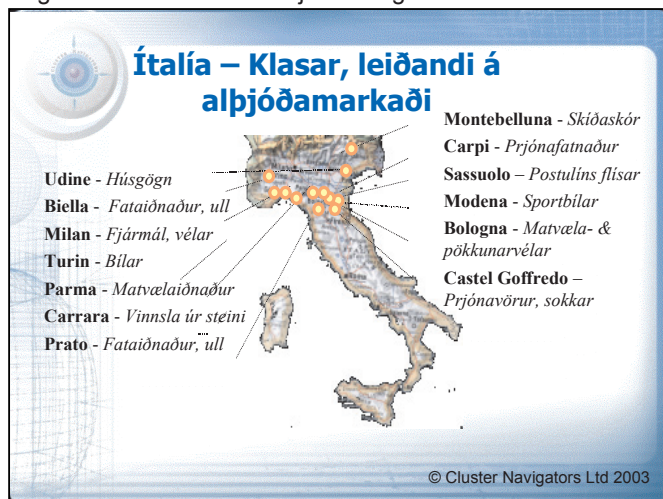 Ítalía – Klasar, leiðandi á
alþjóðamarkaði
Udine - Húsgögn
Biella - Fataiðnaður, ull
Milan - Fjármál, vélar
Turin - Bílar
Parma - Matvælaiðnaður
Carrara - Vinnsla úr steini
Prato - Fataiðnaður, ull
Montebelluna - Skíðaskór
Carpi - Prjónafatnaður
Sassuolo – Postulíns flísar
Modena - Sportbílar
Bologna - Matvæla- &
pökkunarvélar
Castel Goffredo –
Prjónavörur, sokkar
© Cluster Navigators Ltd 2003